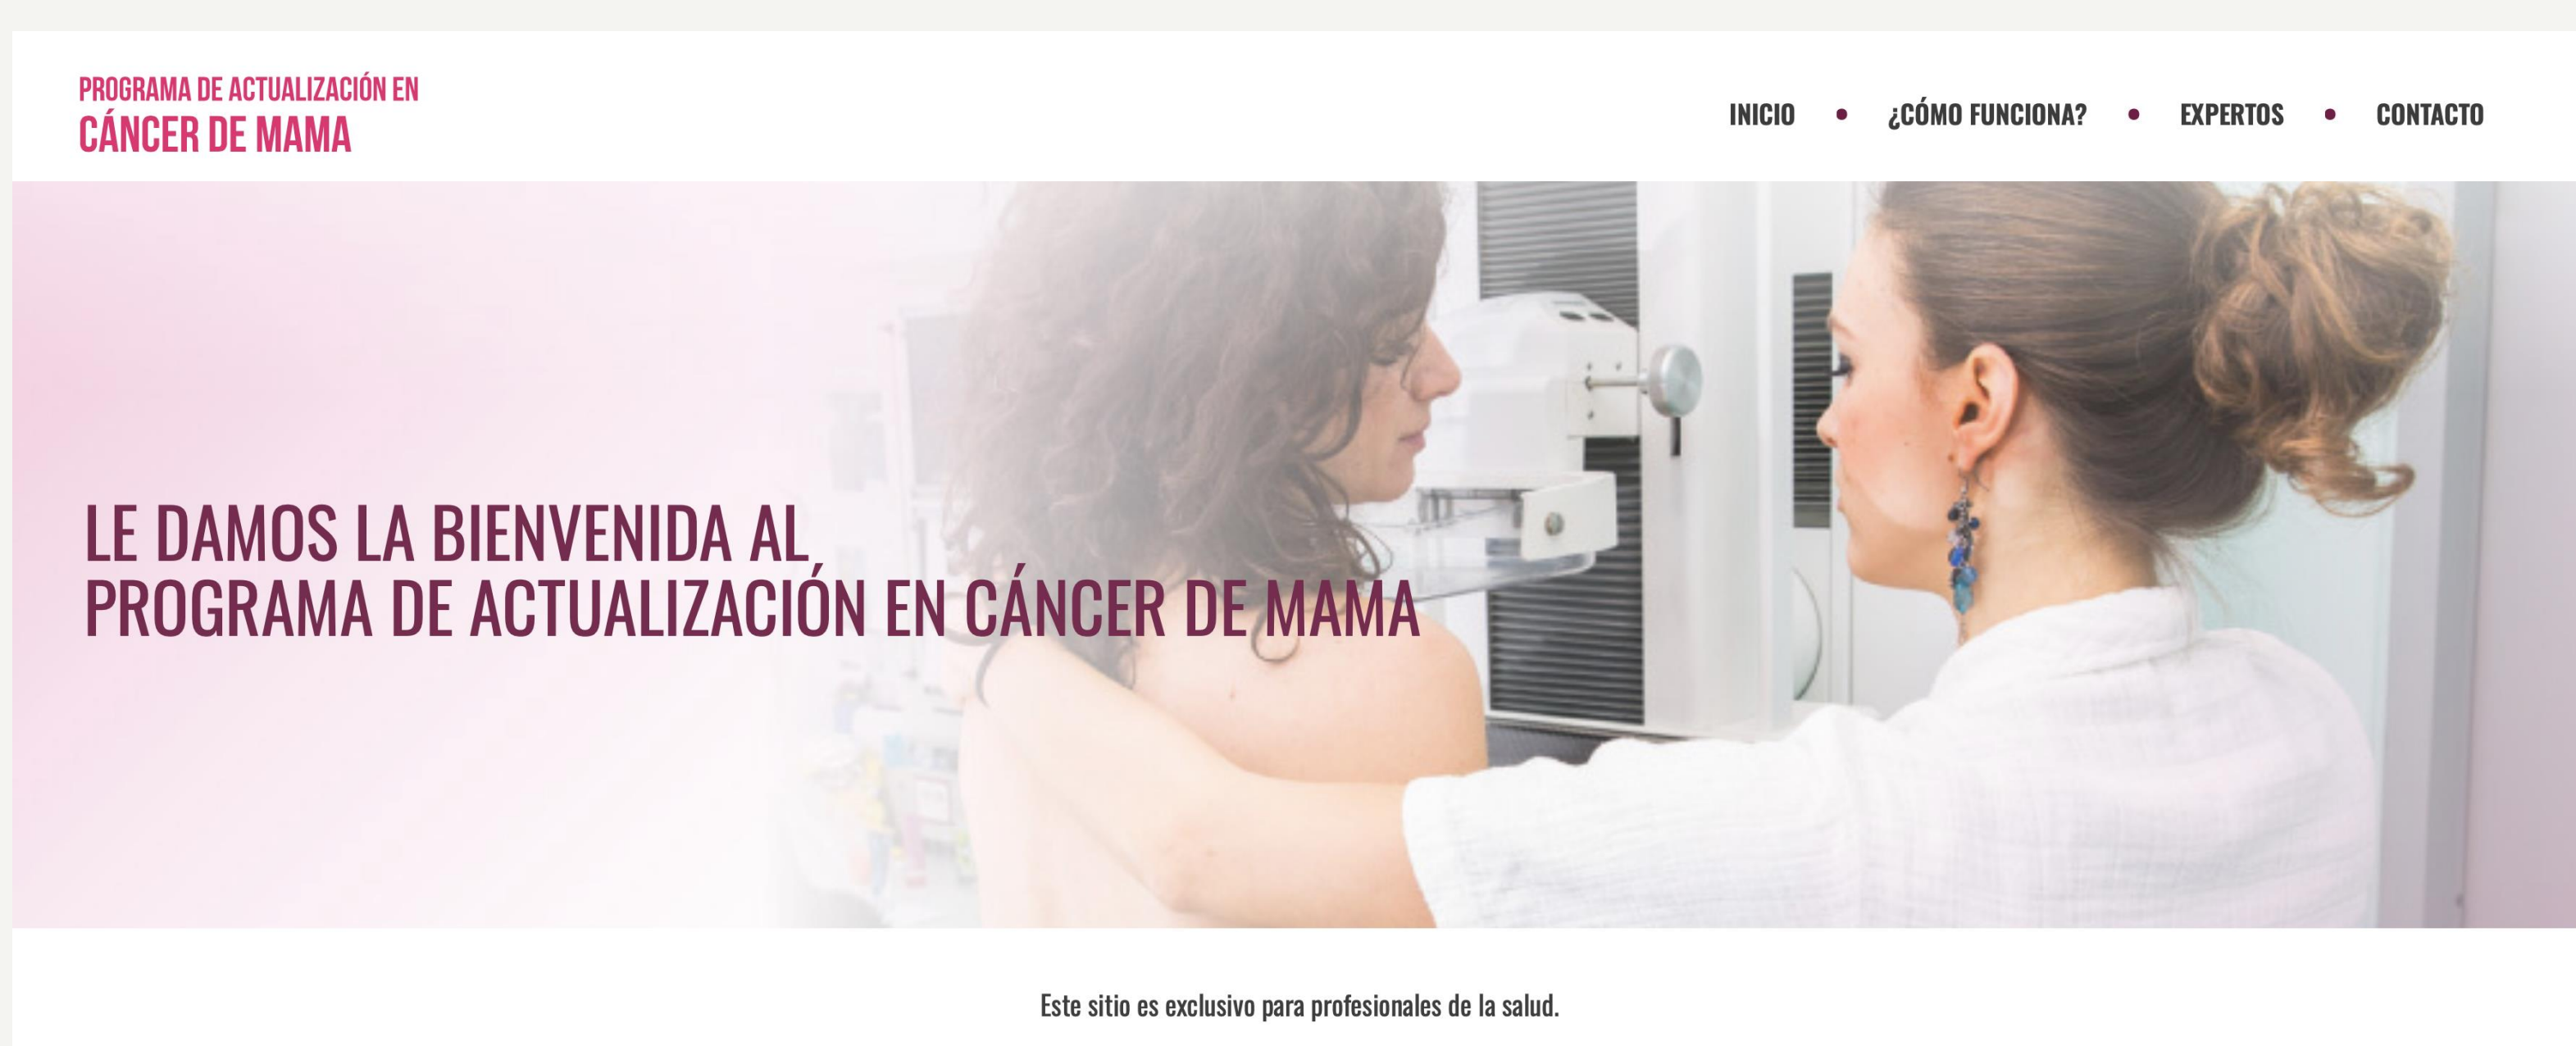 PROGRAMA DE ACTUALIZACIÓN EN
CÁNCER DE MAMA
INICIO • ¿CÓMO FUNCIONA? • EXPERTOS • CONTACTO
LE DAMOS LA BIENVENIDA AL
PROGRAMA DE ACTUALIZACIÓN EN CÁNCER DE MAMA
Este sitio es exclusivo para profesionales de la salud.